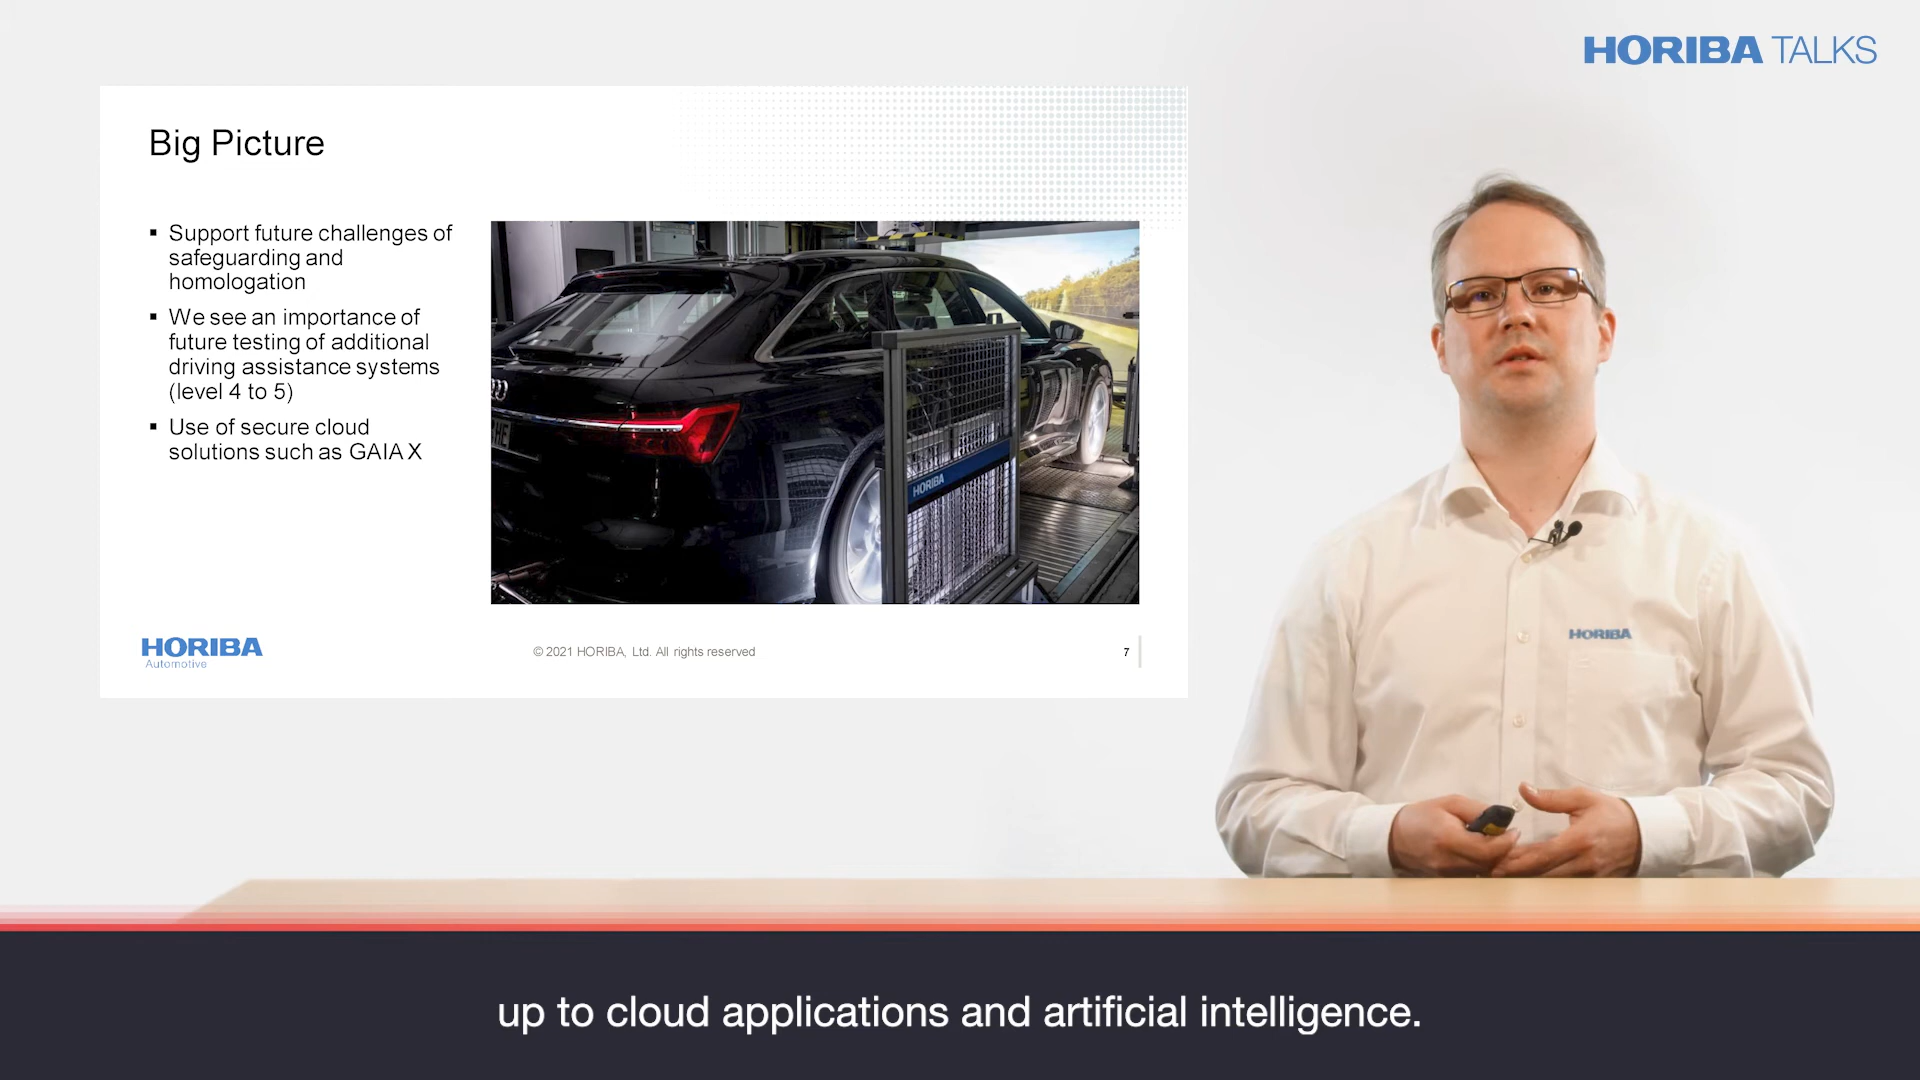 HORIBA TALKS
Big Picture
▪ Support future challenges of
safeguarding and
homologation
▪ We see an importance of
future testing of additional
driving assistance systems
(level 4 to 5)
▪ Use of secure cloud
solutions such as GAIA X
HE
HORIBA
HORIBA
Automotive
© 2021 HORIBA, Ltd. All rights reserved
7
HORIBA
up to cloud applications and artificial intelligence.